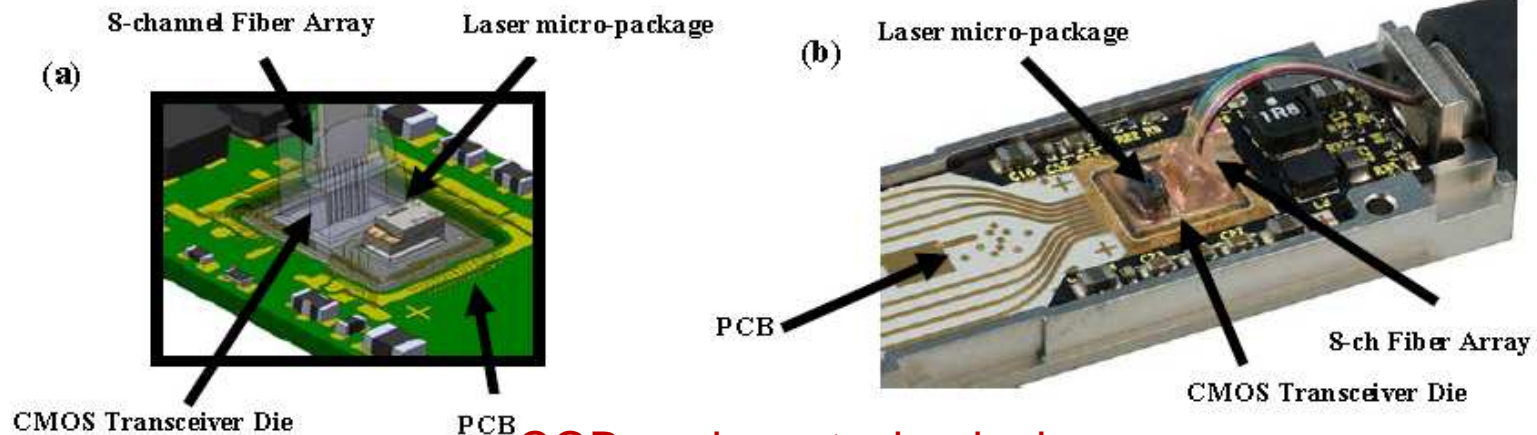 8-channel Fiber Array
Laser micro-package
(a)
CMOS Transceiver Die
PCB
Laser micro-package
(b)
1R8
PCB
8-ch Fiber Array
CMOS Transceiver Die